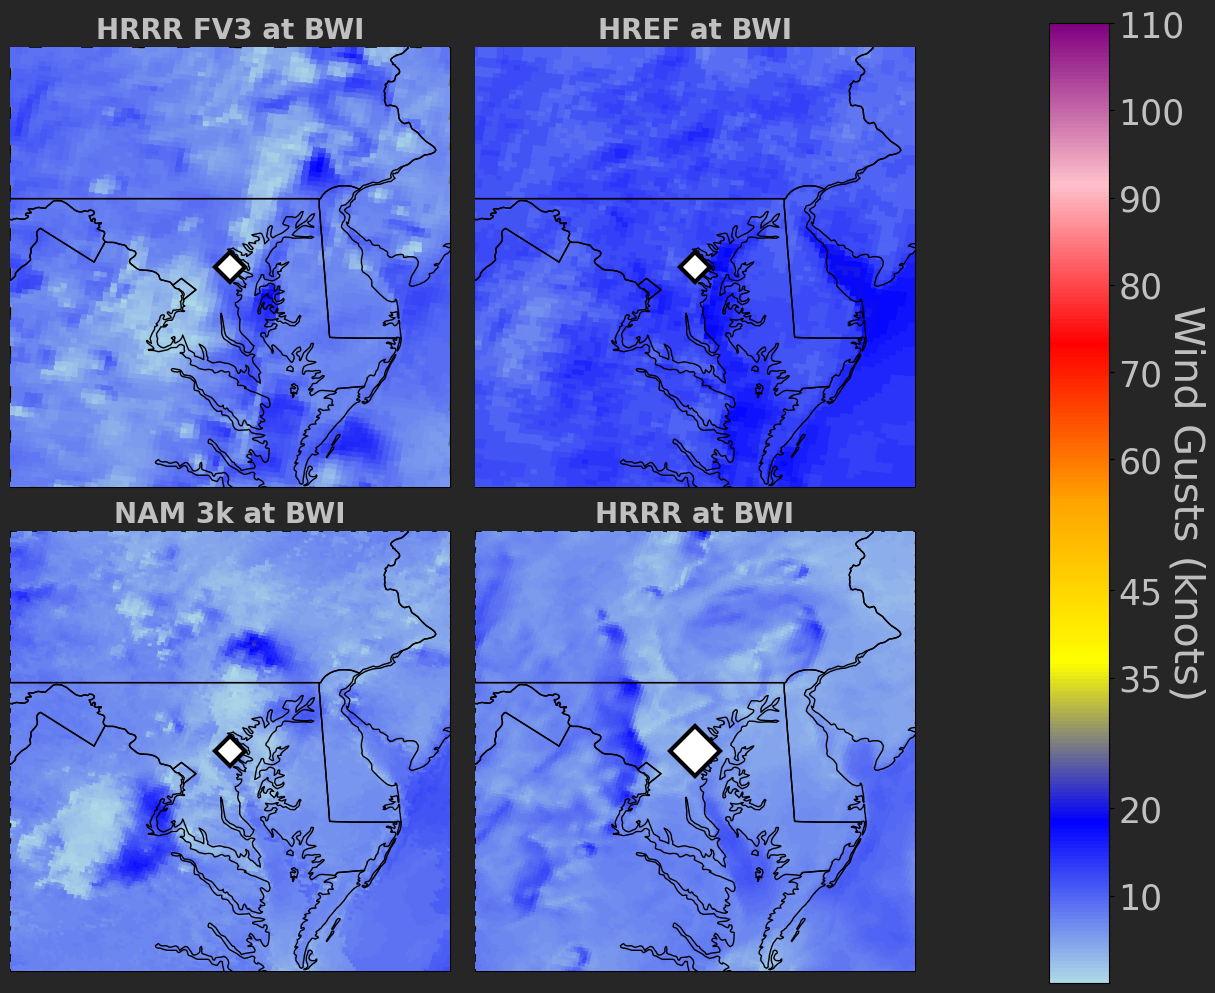 HRRR FV3 at BWI
HREF at BWI
NAM 3k at BWI
HRRR at BWI
110
100
90
80
70
60
45
35
20
10
Wind Gusts (knots)